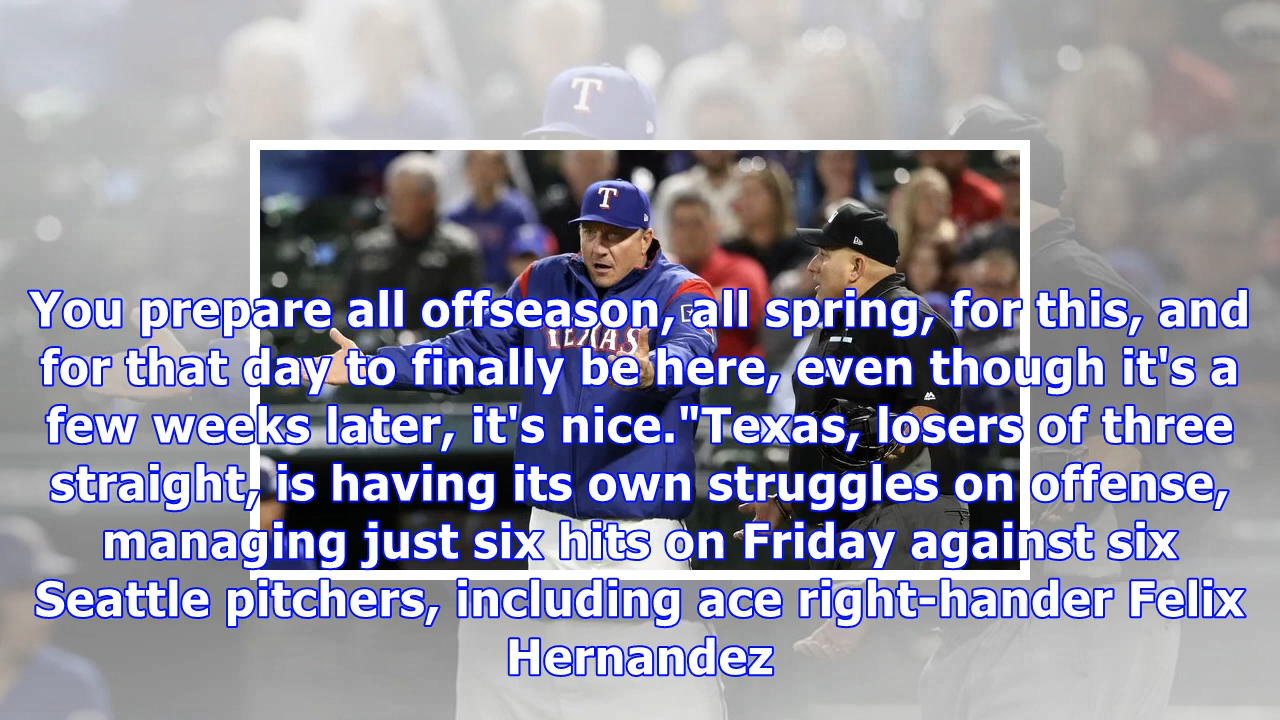 T
T
TEXAS
You prepare all offseason, all spring, for this, and
for that day to finally be here, even though it's a
few weeks later, it's nice."Texas, losers of three
straight, is having its own struggles on offense,
managing just six hits on Friday against six
Seattle pitchers, including ace right-hander Felix
Hernandez